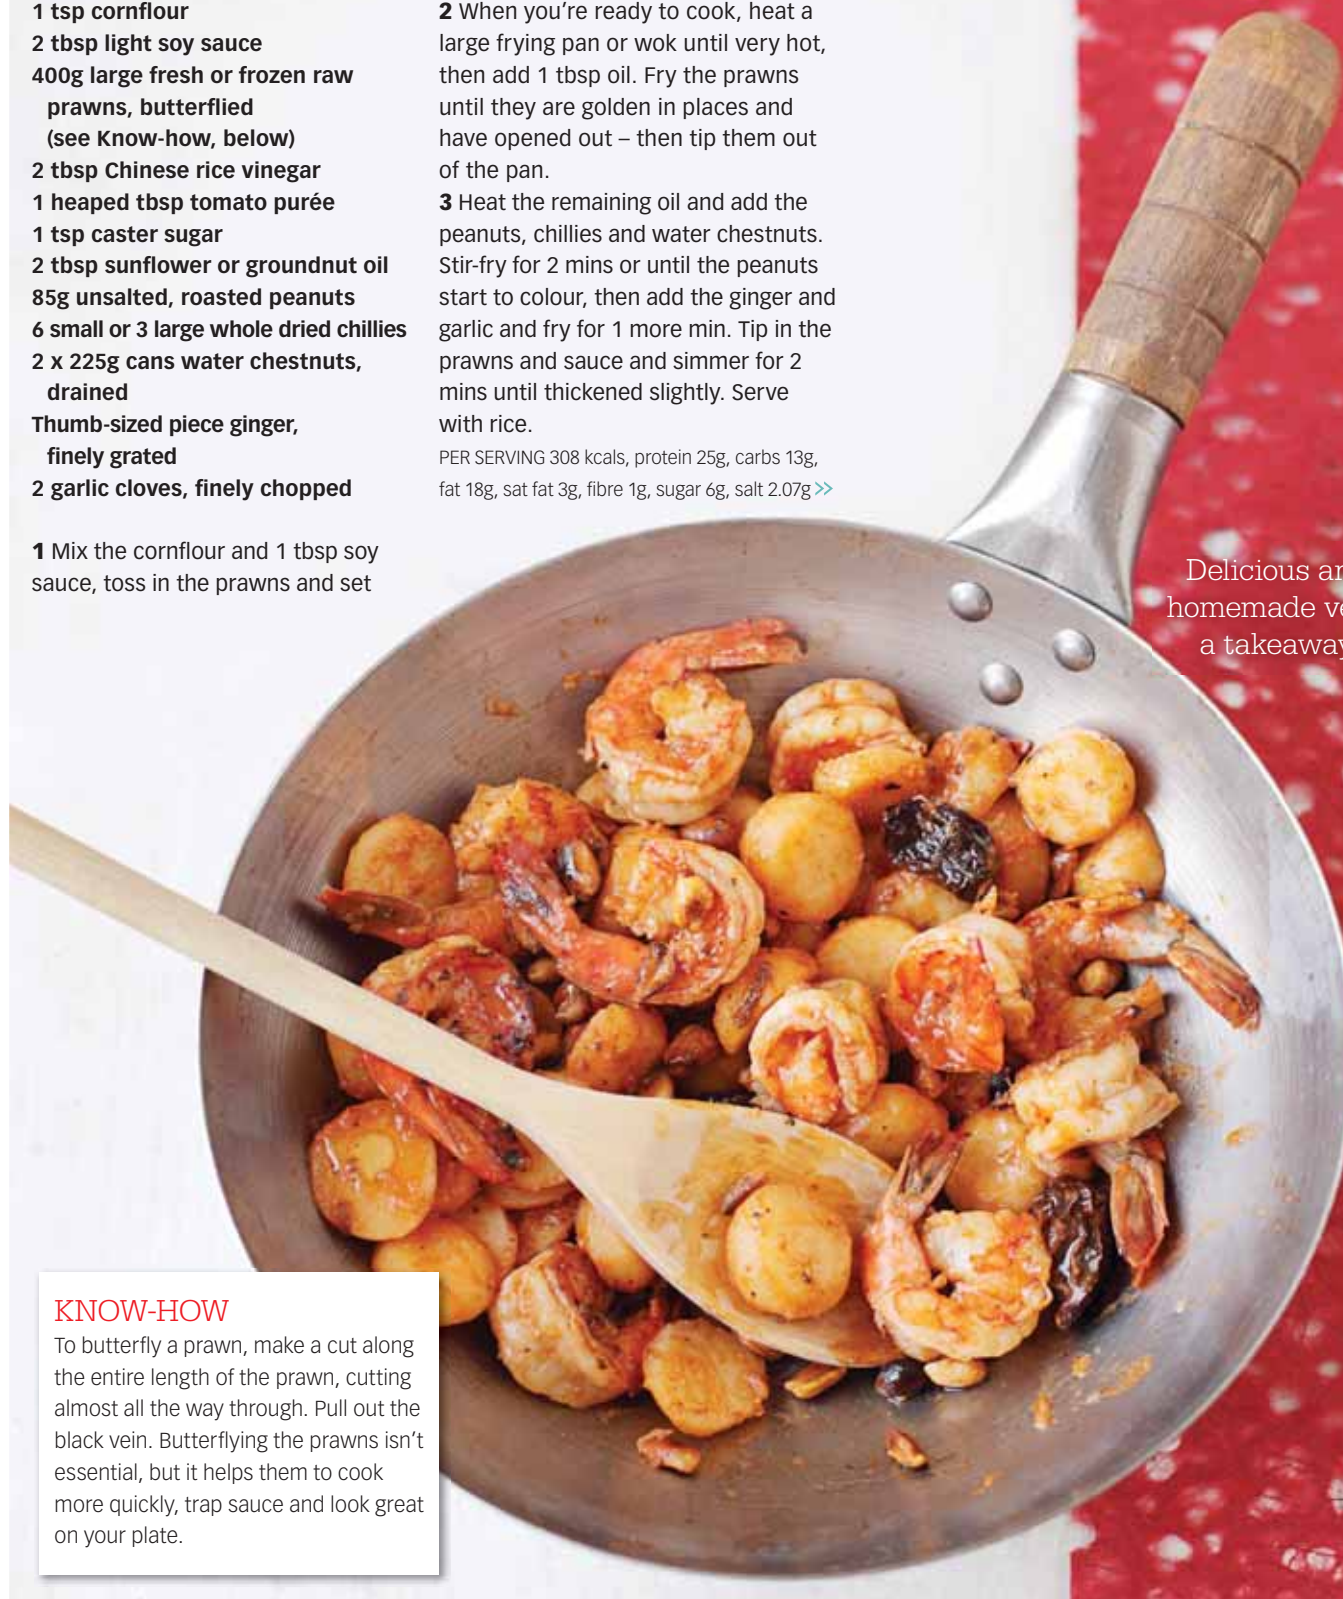 1 tsp cornflour
2 tbsp light soy sauce
400g large fresh or frozen raw
prawns, butterflied
(see Know-how, below)
2 tbsp Chinese rice vinegar
1 heaped tbsp tomato purée
1 tsp caster sugar
2 tbsp sunflower or groundnut oil
85g unsalted, roasted peanuts
6 small or 3 large whole dried chillies
2 x 225g cans water chestnuts,
drained
Thumb-sized piece ginger,
finely grated
2 garlic cloves, finely chopped
1 Mix the cornflour and 1 tbsp soy
sauce, toss in the prawns and set
2 When you're ready to cook, heat a
large frying pan or wok until very hot,
then add 1 tbsp oil. Fry the prawns
until they are golden in places and
have opened out – then tip them out
of the pan.
3 Heat the remaining oil and add the
peanuts, chillies and water chestnuts.
Stir-fry for 2 mins or until the peanuts
start to colour, then add the ginger and
garlic and fry for 1 more min. Tip in the
prawns and sauce and simmer for 2
mins until thickened slightly. Serve
with rice.
PER SERVING 308 kcals, protein 25g, carbs 13g,
fat 18g, sat fat 3g, fibre 1g, sugar 6g, salt 2.07g >>
Delicious
homemade
a takeaway
KNOW-HOW
To butterfly a prawn, make a cut along
the entire length of the prawn, cutting
almost all the way through. Pull out the
black vein. Butterflying the prawns isn't
essential, but it helps them to cook
more quickly, trap sauce and look great
on your plate.